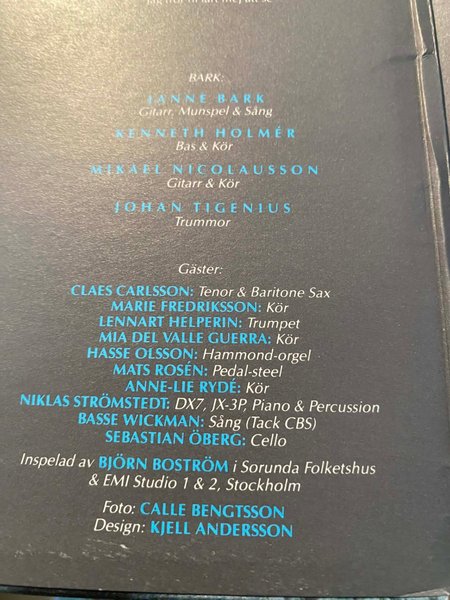 BARK:
JANNE BARK
Gitarr, Munspel & Sång
KENNETH HOLMÉR
Bas & Kör
MIKAEL NICOLAUSSON
Gitarr & Kör
JOHAN TIGENIUS
Trummor
Gäster:
CLAES CARLSSON: Tenor & Baritone Sax
MARIE FREDRIKSSON: Kör
LENNART HELPERIN: Trumpet
MIA DEL VALLE GUERRA: Kör
HASSE OLSSON: Hammond-orgel
MATS ROSÉN: Pedal-steel
ANNE-LIE RYDÉ: Kör
NIKLAS STRÖMSTEDT: DX7, JX-3P, Piano & Percussion
BASSE WICKMAN: Sång (Tack CBS)
SEBASTIAN ÖBERG: Cello
Inspelad av BJÖRN BOSTRÖM i Sorunda Folketshus
& EMI Studio 1 & 2, Stockholm
Foto: CALLE BENGTSSON
Design: KJELL ANDERSSON